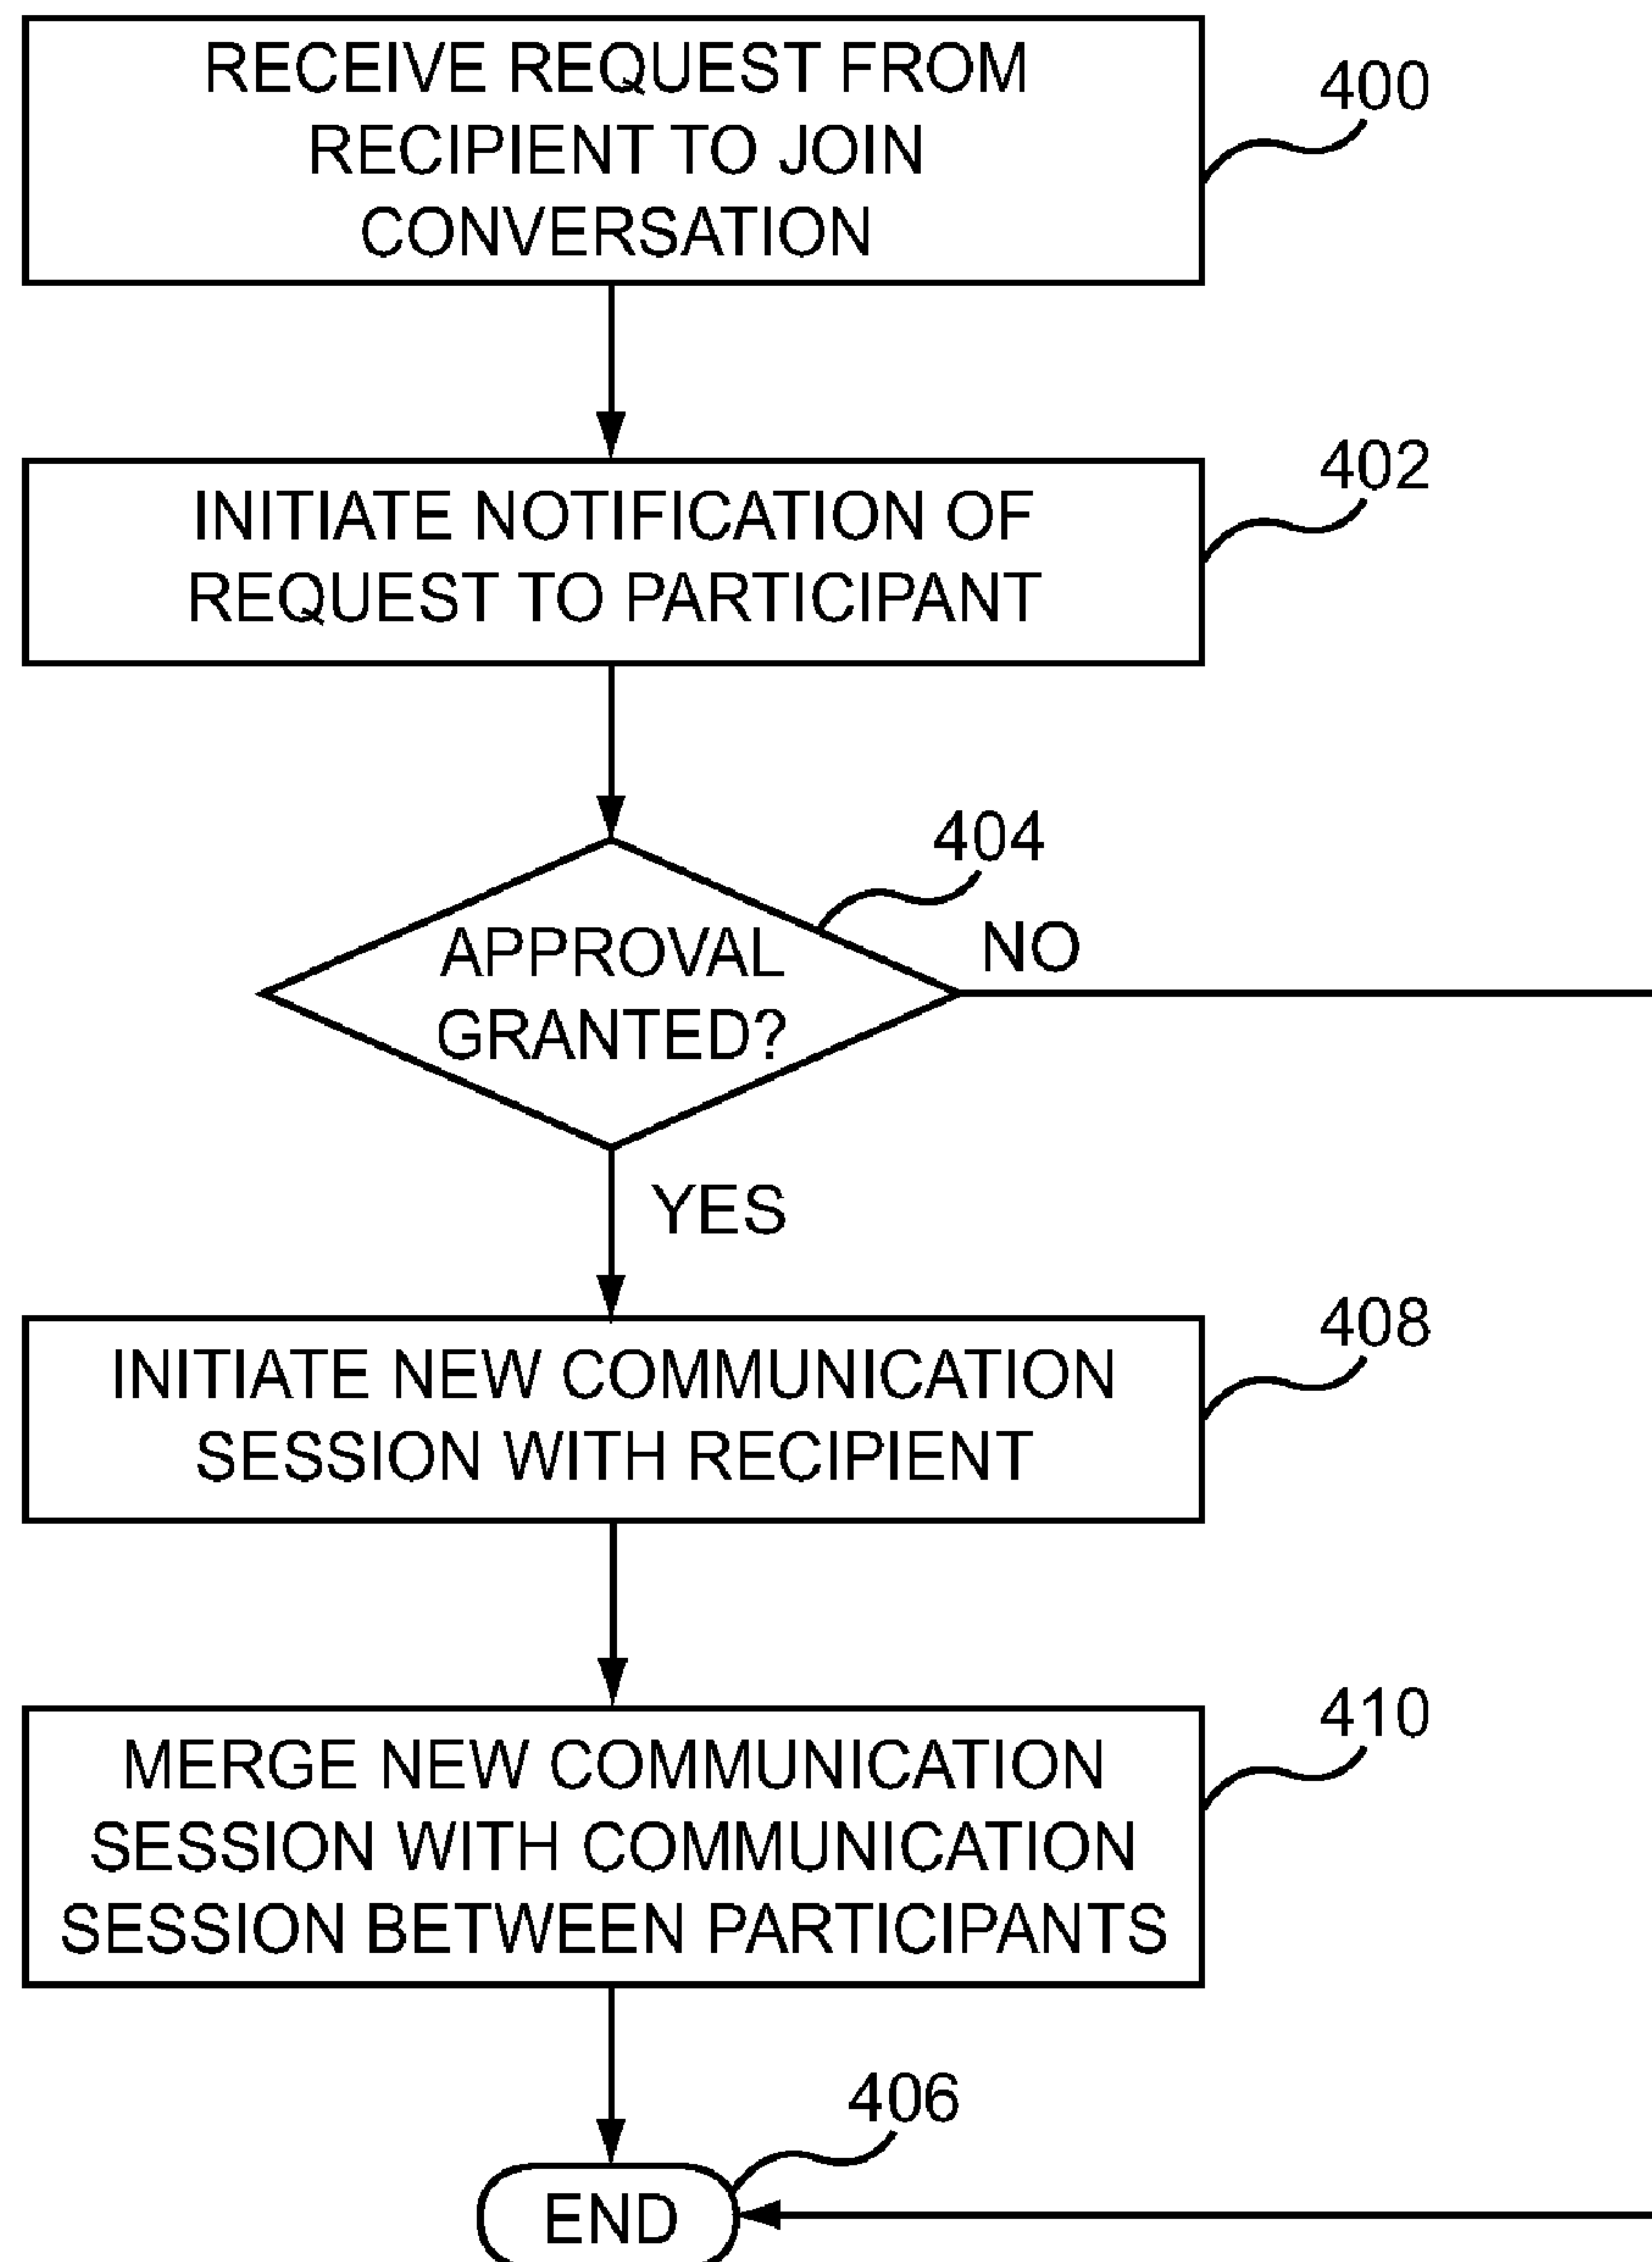 RECEIVE REQUEST FROM
RECIPIENT TO JOIN
CONVERSATION
400
INITIATE NOTIFICATION OF
REQUEST TO PARTICIPANT
402
404
APPROVAL
GRANTED?
NO
YES
INITIATE NEW COMMUNICATION
SESSION WITH RECIPIENT
408
MERGE NEW COMMUNICATION
SESSION WITH COMMUNICATION
SESSION BETWEEN PARTICIPANTS
410
406
END